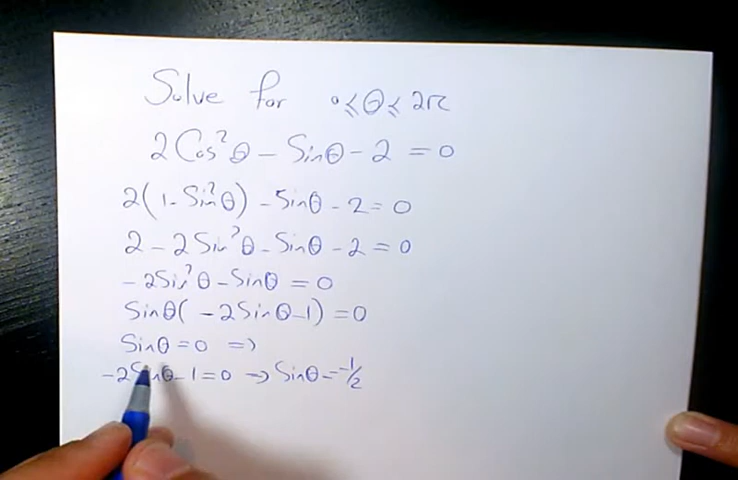 Solve for 0≤θ≤2π
2Cos²θ - Sinθ - 2 = 0
2(1-Sin²θ) - Sinθ - 2 = 0
2 - 2Sin²θ - Sinθ - 2 = 0
-2Sin²θ - Sinθ = 0
Sinθ( -2Sinθ-1) = 0
Sinθ = 0 =>
-2Sinθ-1 = 0 -> Sinθ = -1/2